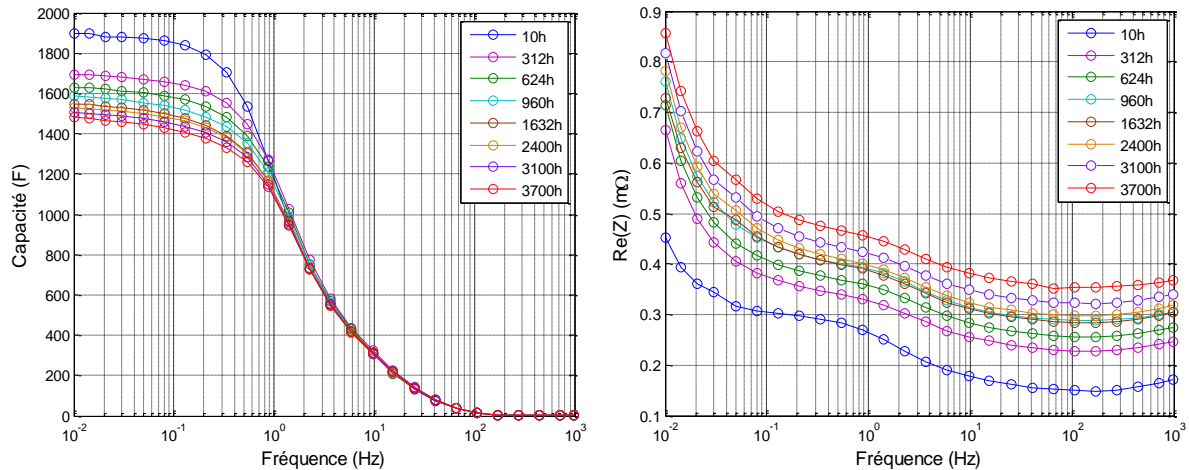 Capacité (F)
2000
1800
1600
1400
1200
1000
800
600
400
200
0
10h
312h
624h
960h
1632h
2400h
3100h
3700h
10-2
10-1
100
101
102
103
Fréquence (Hz)
Re(Z) (mΩ)
0.9
0.8
0.7
0.6
0.5
0.4
0.3
0.2
0.1
10h
312h
624h
960h
1632h
2400h
3100h
3700h
10-2
10-1
100
101
102
103
Fréquence (Hz)